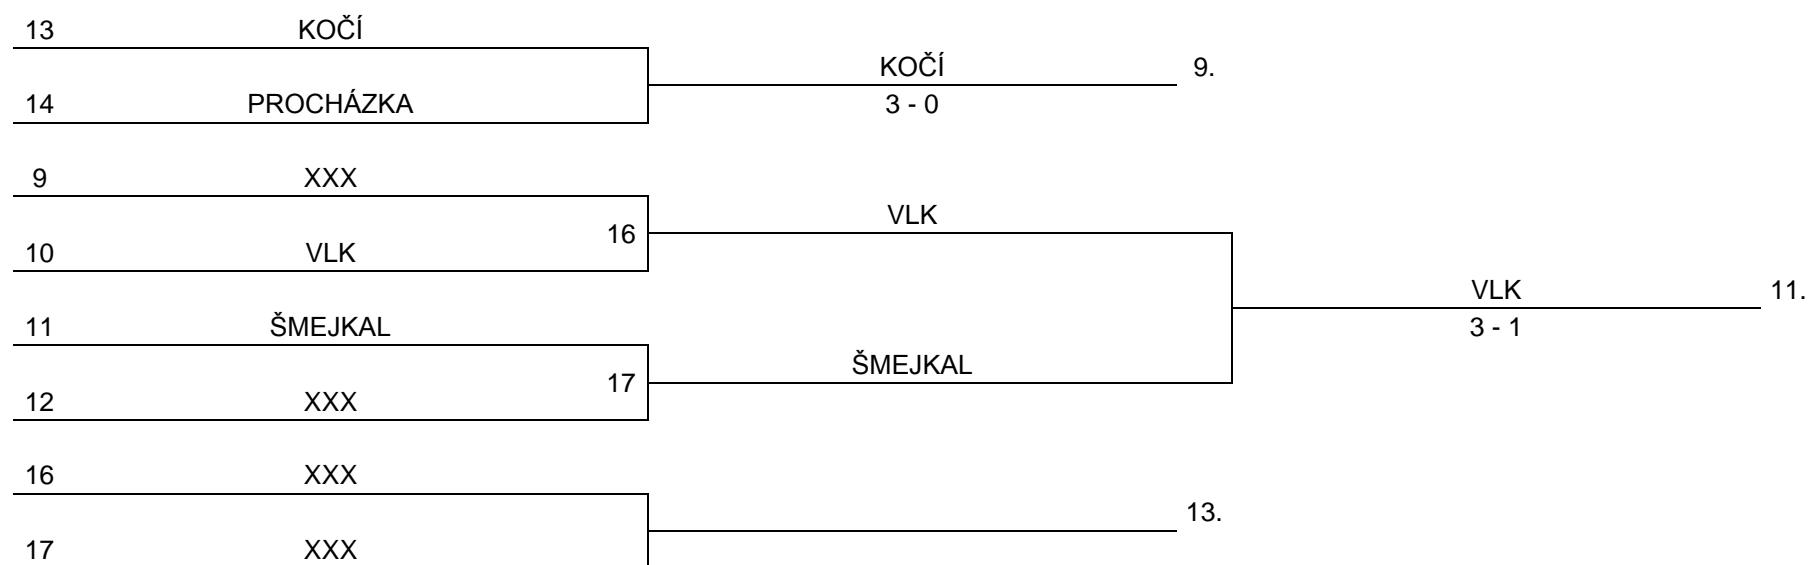 13 KOČÍ
KOČÍ 9.
14 PROCHÁZKA 3 - 0
9 XXX
VLK
16
10 VLK
VLK 11.
11 ŠMEJKAL 3 - 1
ŠMEJKAL
17
12 XXX
16 XXX
13.
17 XXX